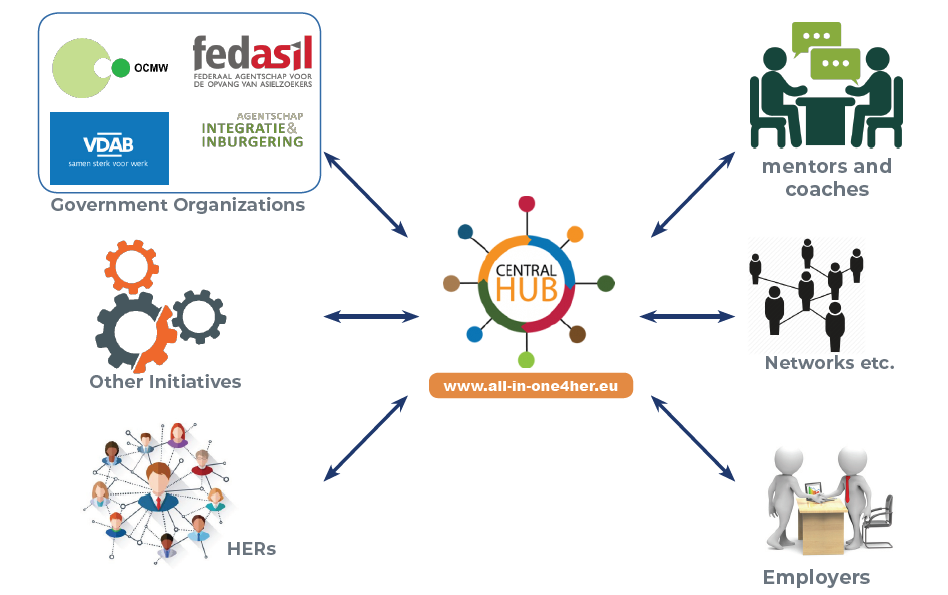 OCMW
fedasil
FEDERAAL AGENTSCHAP VOOR
DE OPVANG VAN ASIELZOEKERS
VDAB
samen sterk voor werk
AGENTSCHAP
INTEGRATIE&
INBURGERING
Government Organizations
mentors and
coaches
CENTRAL
HUB
www.all-in-one4her.eu
Other Initiatives
Networks etc.
HERs
Employers